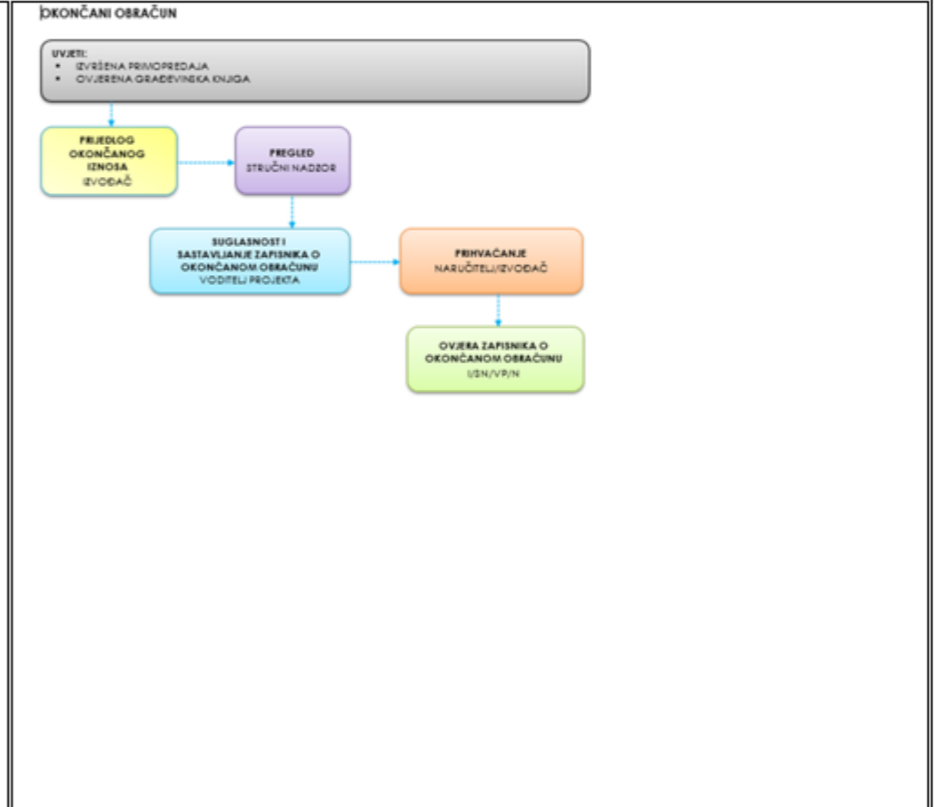 OKONČANI OBRAČUN
UVJETI:
▪ IZVRŠENA PRIMOPREDAJA
▪ OVJERENA GRAĐEVINSKA KNJIGA
PRIJEDLOG
OKONČANOG
IZNOSA
IZVOĐAČ
PREGLED
STRUČNI NADZOR
SUGLASNOST I
SASTAVLJANJE ZAPISNIKA O
OKONČANOM OBRAČUNU
VODITELJ PROJEKTA
PRIHVAĆANJE
NARUČITELJ/IZVOĐAČ
OVJERA ZAPISNIKA O
OKONČANOM OBRAČUNU
I/SN/VP/N